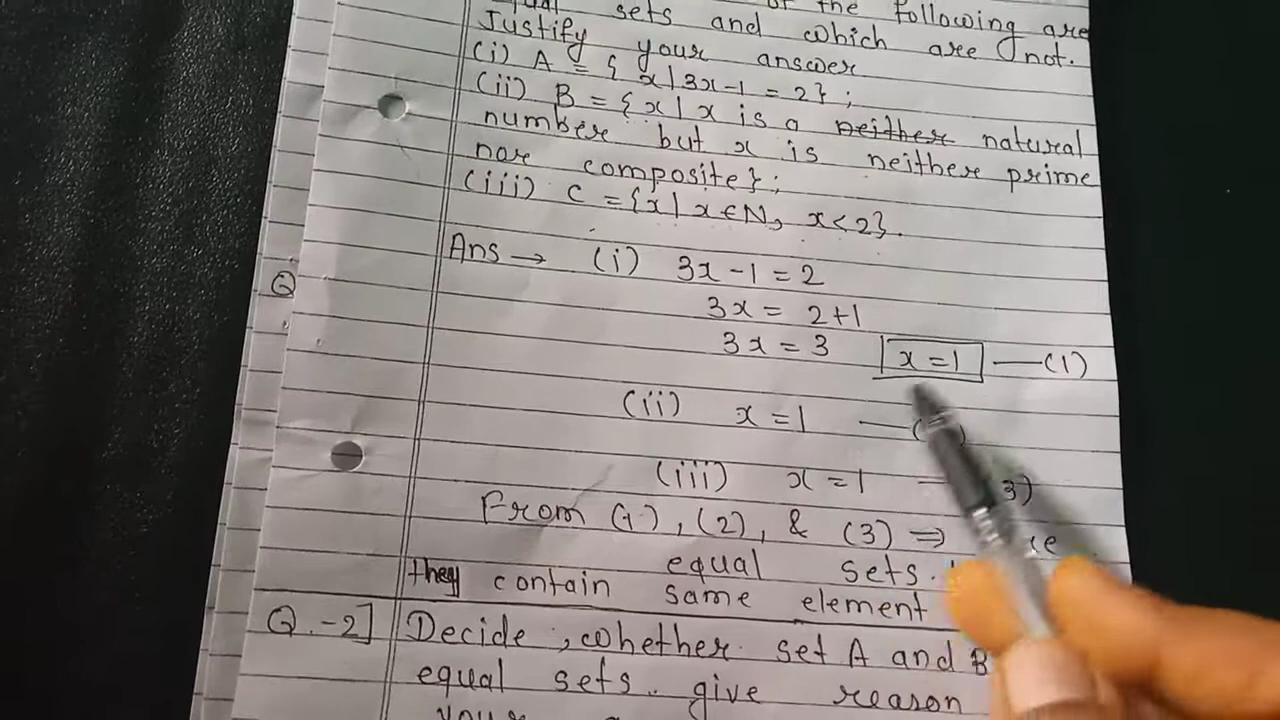 of the following are
sets and which are not.
Justify your answer
(i) A = { x | 3x - 1 = 2 } ;
(ii) B = { x | x is a neither natural
number but x is neither prime
nor composite } ;
(iii) C = { x | x ∈ N, x < 2 }.
Ans → (i) 3x - 1 = 2
3x = 2 + 1
3x = 3 x = 1 —(1)
(ii) x = 1 —
(iii) x = 1 — 3)
From (1), (2), & (3) ⇒
equal sets.
they contain same element
Q.-2] Decide, whether set A and B
equal sets. give reason
Q